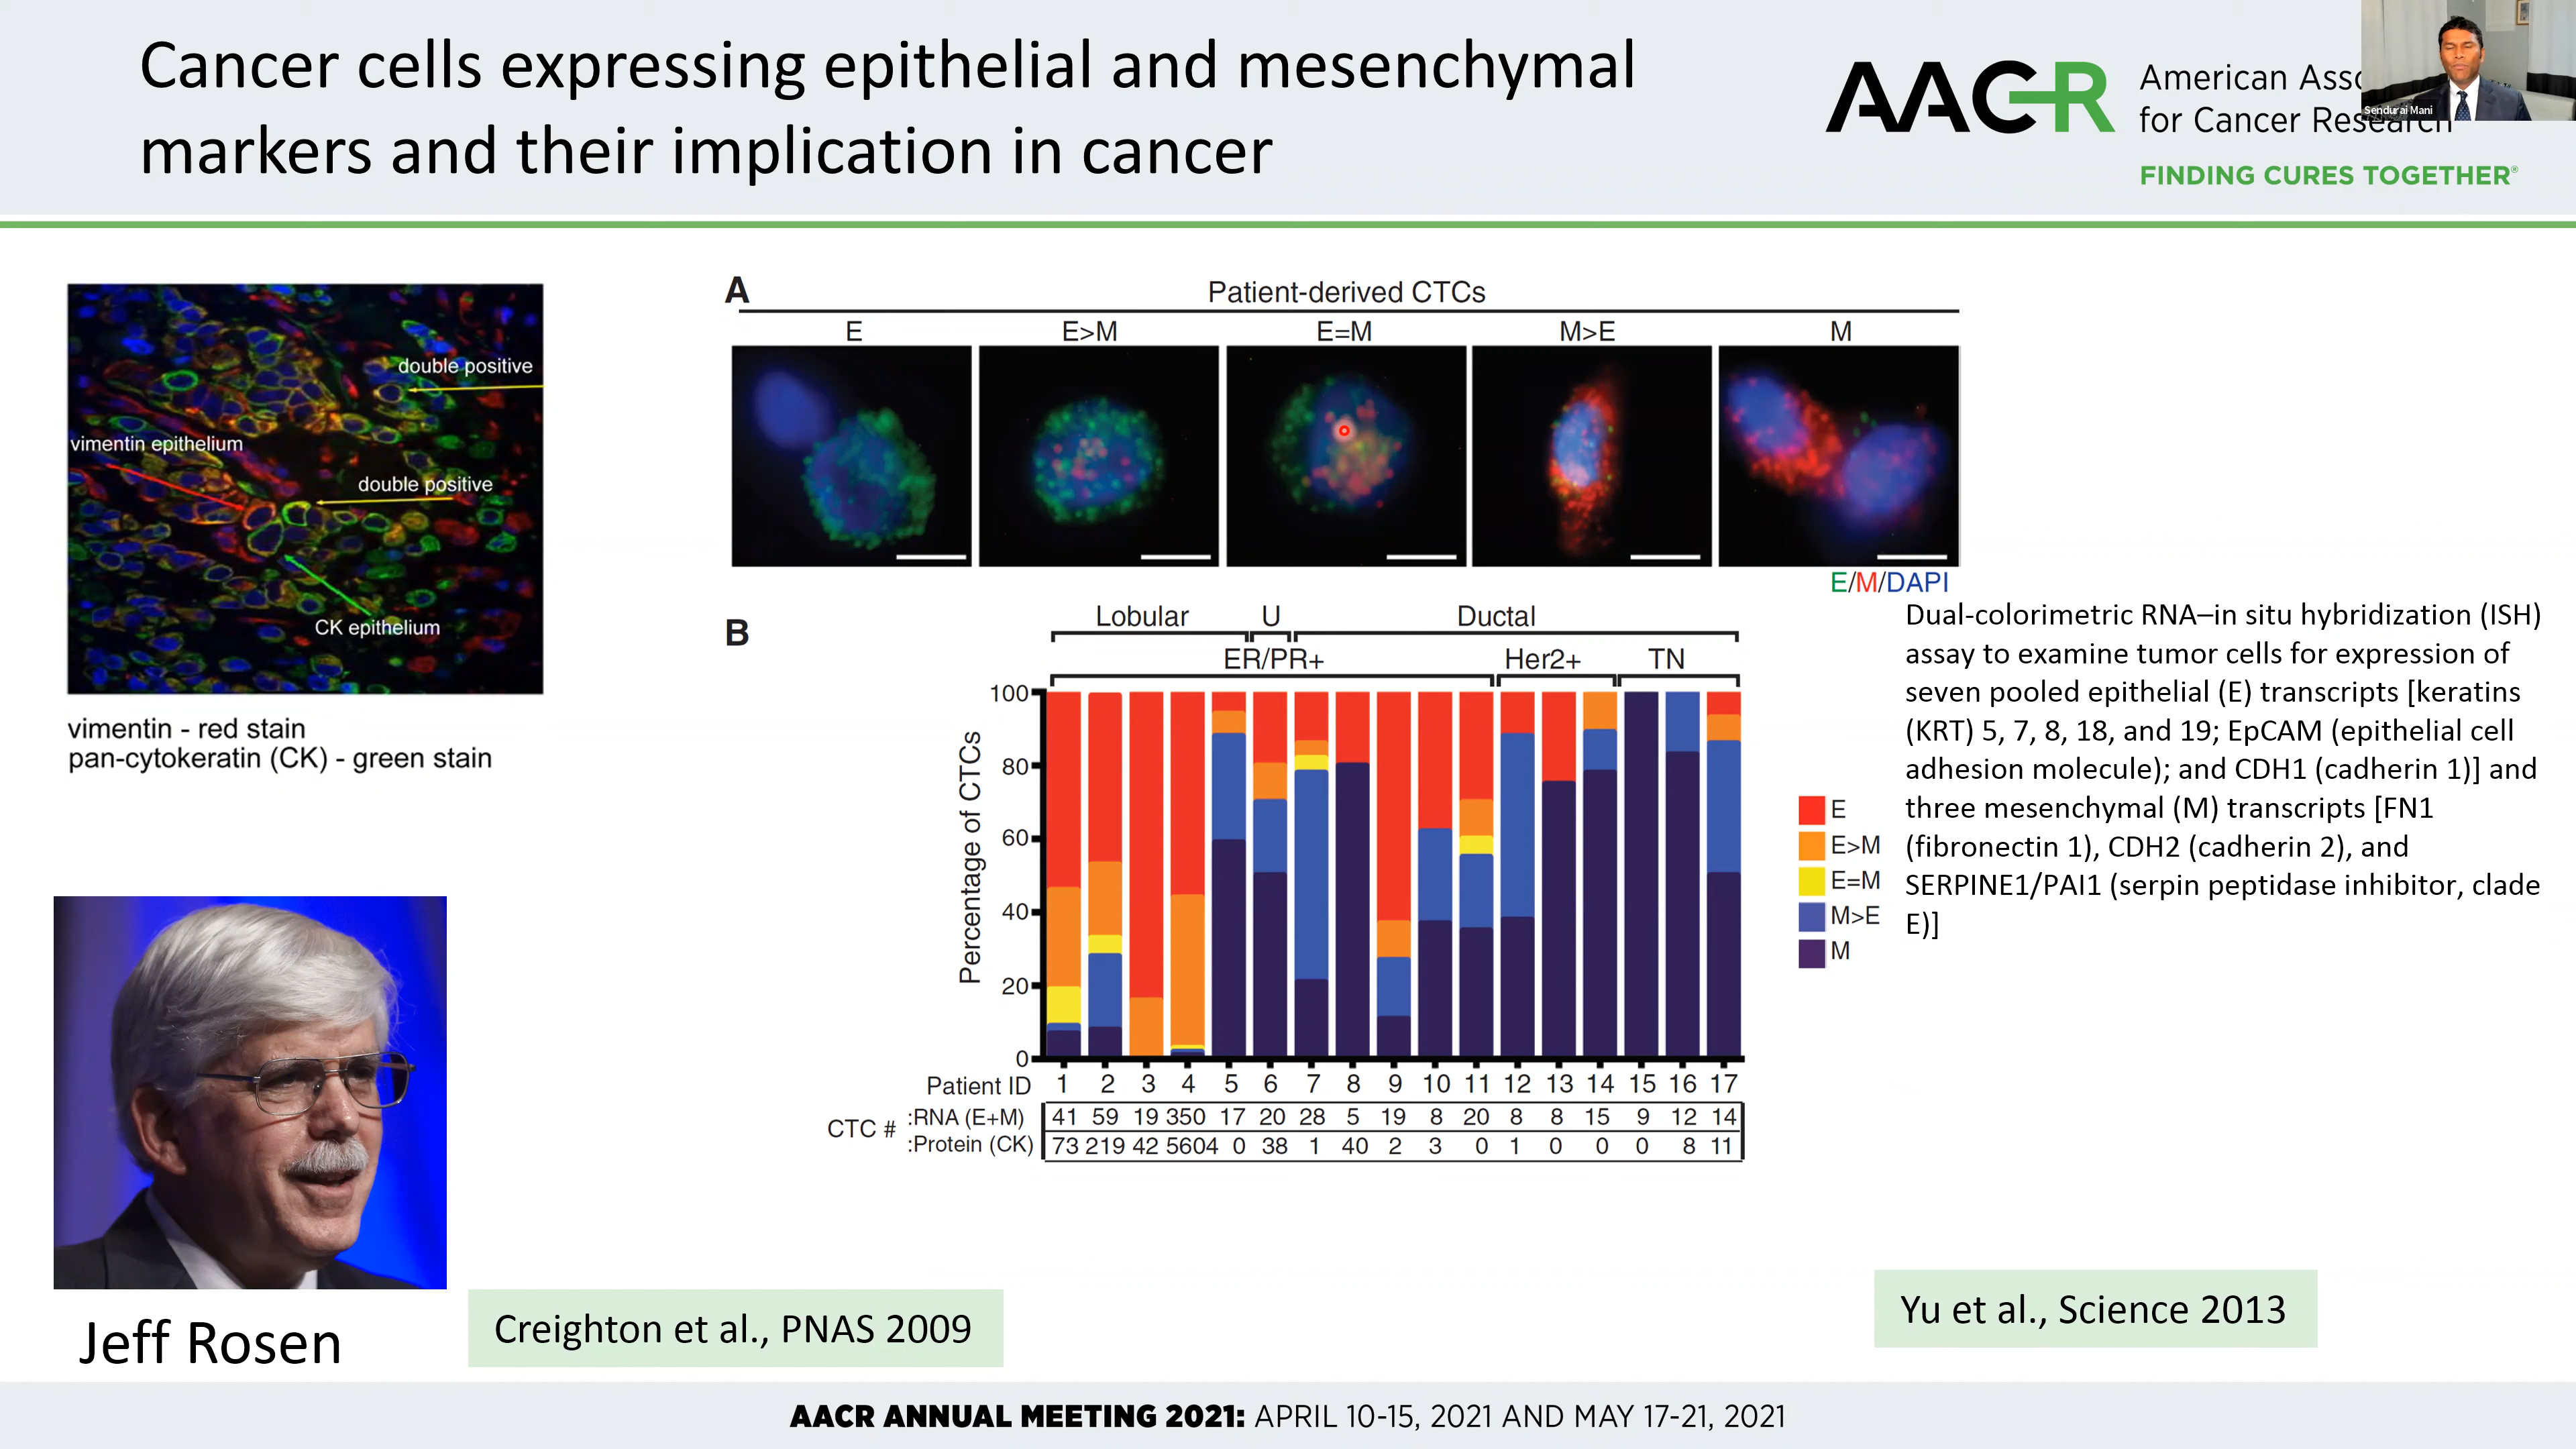 Cancer cells expressing epithelial and mesenchymal
markers and their implication in cancer
AACR
American Asso
for Cancer Research
FINDING CURES TOGETHER®
Sendurai Mani
double positive
vimentin epithelium
double positive
CK epithelium
vimentin - red stain
pan-cytokeratin (CK) - green stain
Jeff Rosen
Creighton et al., PNAS 2009
A
Patient-derived CTCs
E E>M E=M M>E M
E/M/DAPI
B
Lobular U Ductal
ER/PR+ Her2+ TN
Percentage of CTCs
100
80
60
40
20
0
Patient ID 1 2 3 4 5 6 7 8 9 10 11 12 13 14 15 16 17
CTC #
:RNA (E+M) 41 59 19 350 17 20 28 5 19 8 20 8 8 15 9 12 14
:Protein (CK) 73 219 42 5604 0 38 1 40 2 3 0 1 0 0 0 8 11
E
E>M
E=M
M>E
M
Dual-colorimetric RNA–in situ hybridization (ISH)
assay to examine tumor cells for expression of
seven pooled epithelial (E) transcripts [keratins
(KRT) 5, 7, 8, 18, and 19; EpCAM (epithelial cell
adhesion molecule); and CDH1 (cadherin 1)] and
three mesenchymal (M) transcripts [FN1
(fibronectin 1), CDH2 (cadherin 2), and
SERPINE1/PAI1 (serpin peptidase inhibitor, clade
E)]
Yu et al., Science 2013
AACR ANNUAL MEETING 2021: APRIL 10-15, 2021 AND MAY 17-21, 2021